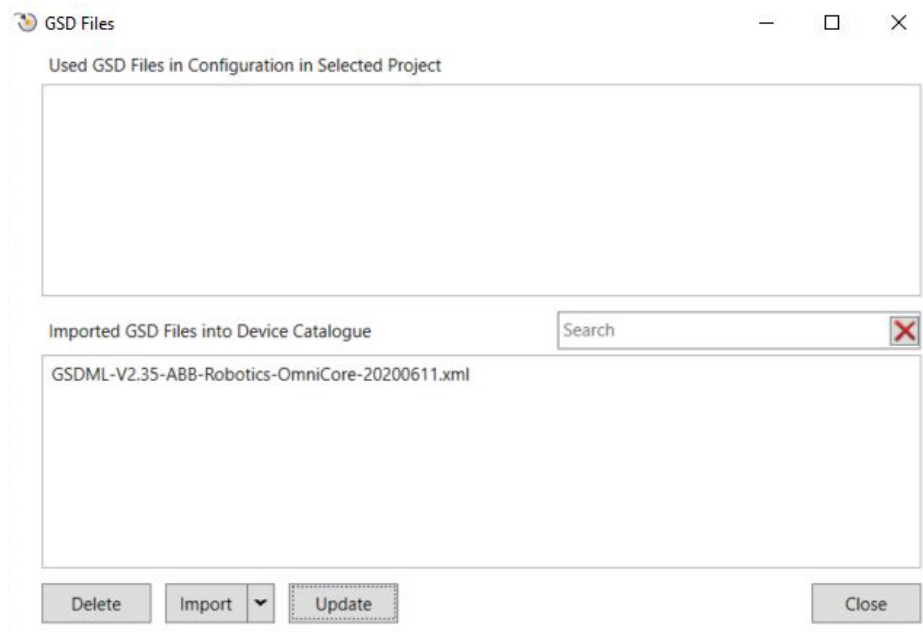 GSD Files
Used GSD Files in Configuration in Selected Project
Imported GSD Files into Device Catalogue
Search
GSDML-V2.35-ABB-Robotics-OmniCore-20200611.xml
Delete
Import
Update
Close